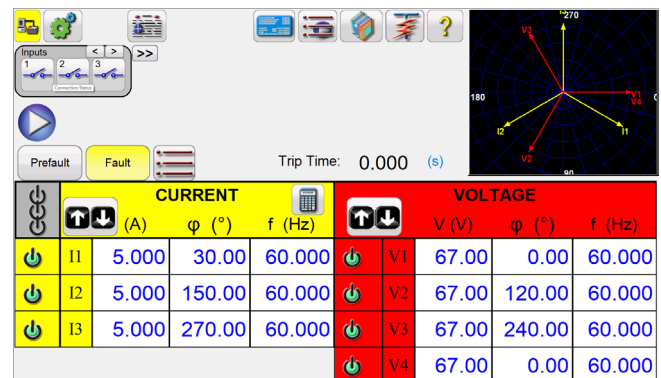 ?
Inputs < > >>
1 2 3
Connection Status
Prefault Fault Trip Time: 0.000 (s)
I3 270
V3
180 V1 0
V4
I2 I1
V2
90
CURRENT VOLTAGE
(A) φ (°) f (Hz) V (V) φ (°) f (Hz)
I1 5.000 30.00 60.000 V1 67.00 0.00 60.000
I2 5.000 150.00 60.000 V2 67.00 120.00 60.000
I3 5.000 270.00 60.000 V3 67.00 240.00 60.000
V4 67.00 0.00 60.000